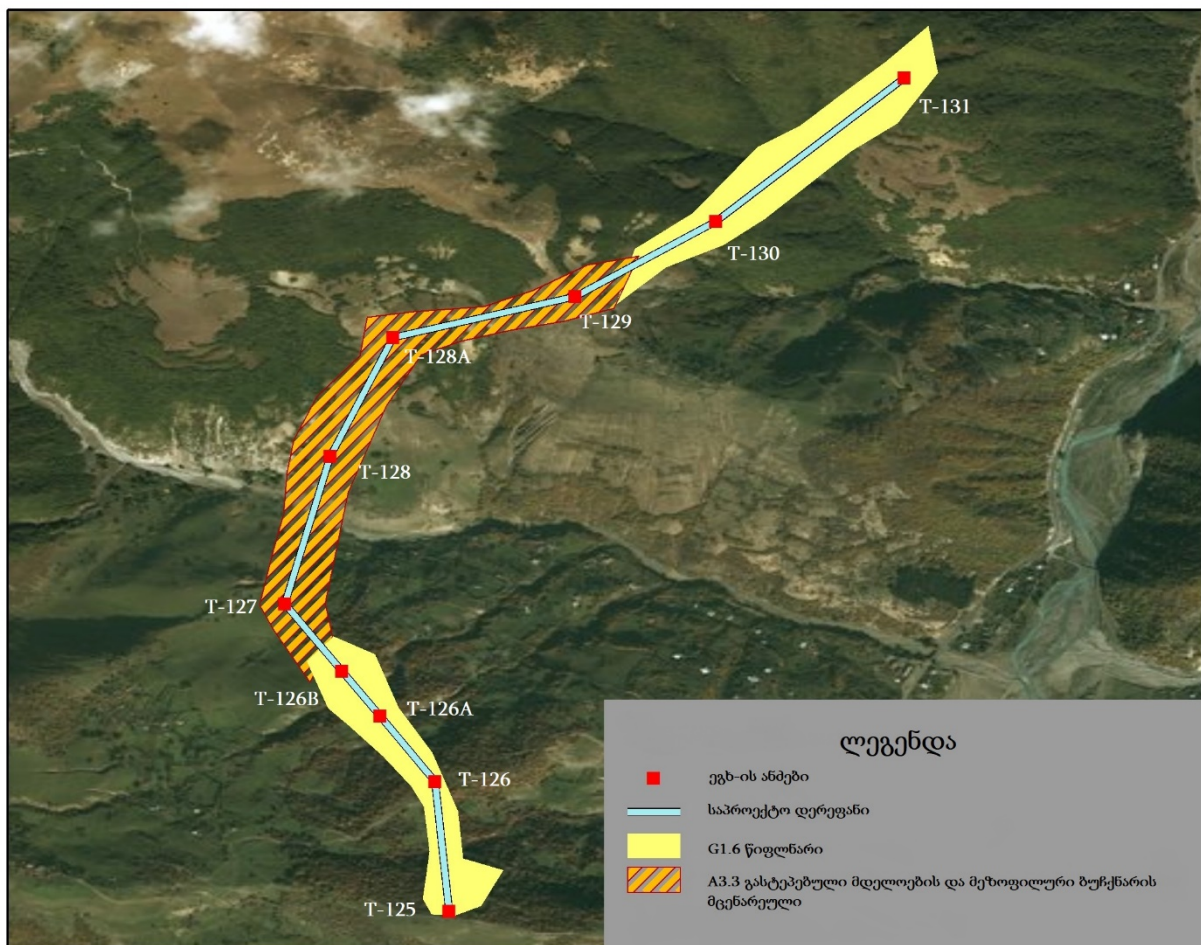 T-131
T-130
T-129
T-128A
T-128
T-127
T-126B
T-126A
T-126
T-125
ლეგენდა
ეგხ-ის ანძები
საპროექტო დერეფანი
G1.6 წიფლნარი
A3.3 გასტეპებული მდელოების და მეზოფილური ბუჩქნარის
მცენარეული